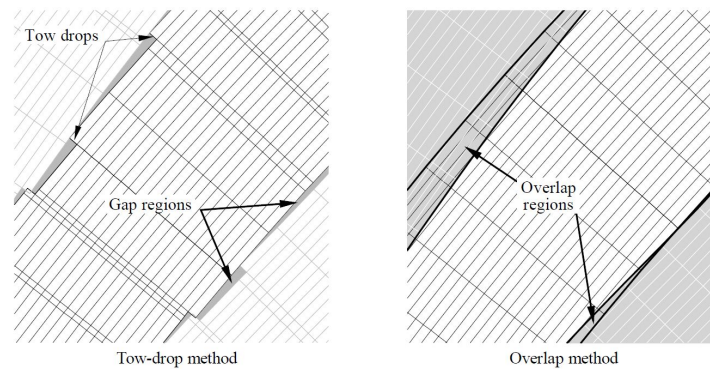 Tow drops
Gap regions
Tow-drop method
Overlap
regions
Overlap method